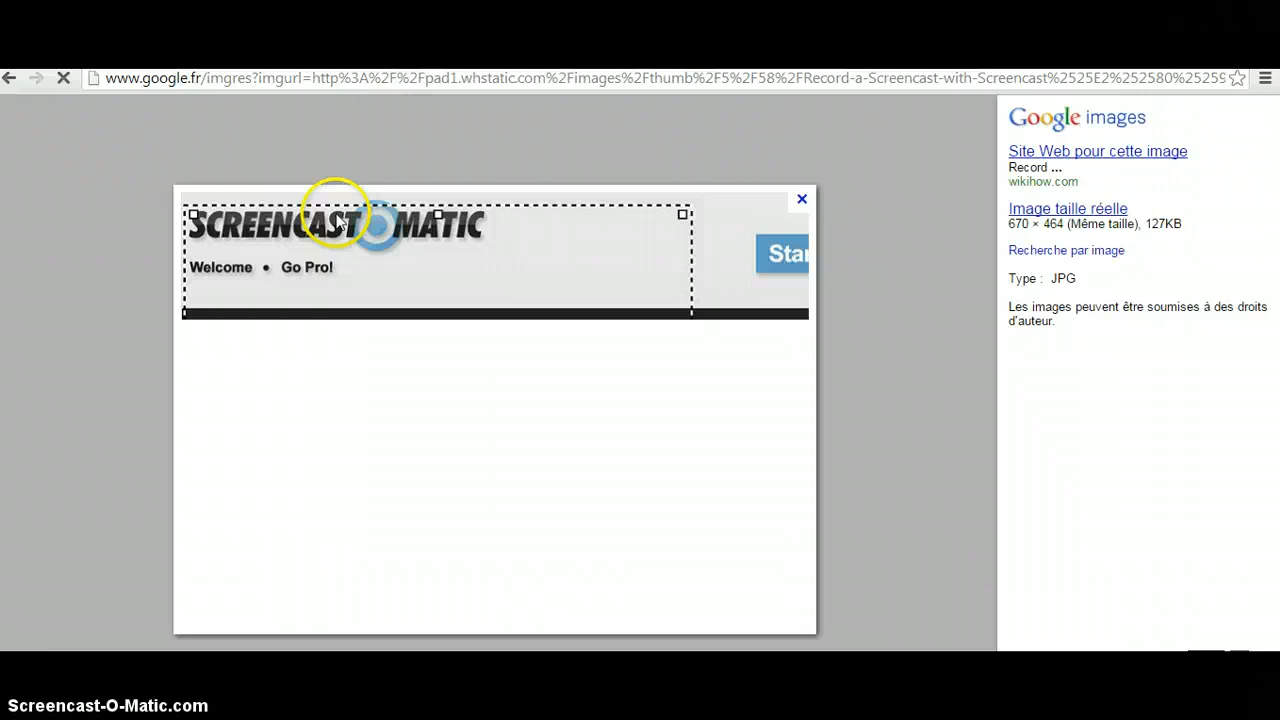 www.google.fr/imgres?imgurl=http%3A%2F%2Fpad1.whstatic.com%2Fimages%2Fthumb%2F5%2F58%2FRecord-a-Screencast-with-Screencast%2525E2%252580%252559
Google images
Site Web pour cette image
Record ...
wikihow.com
Image taille réelle
670 × 464 (Même taille), 127KB
Recherche par image
Type : JPG
Les images peuvent être soumises à des droits
d'auteur.
SCREENCAST O MATIC
Star
Welcome • Go Pro!
Screencast-O-Matic.com